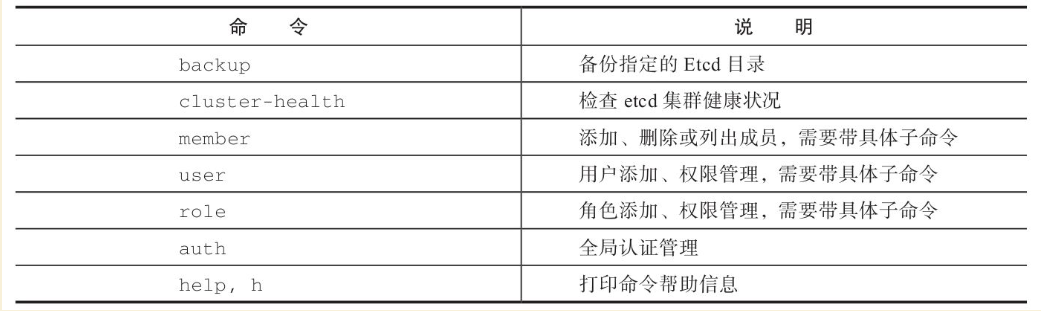 命 令 说 明
backup 备份指定的 Etcd 目录
cluster-health 检查 etcd 集群健康状况
member 添加、删除或列出成员，需要带具体子命令
user 用户添加、权限管理，需要带具体子命令
role 角色添加、权限管理，需要带具体子命令
auth 全局认证管理
help, h 打印命令帮助信息